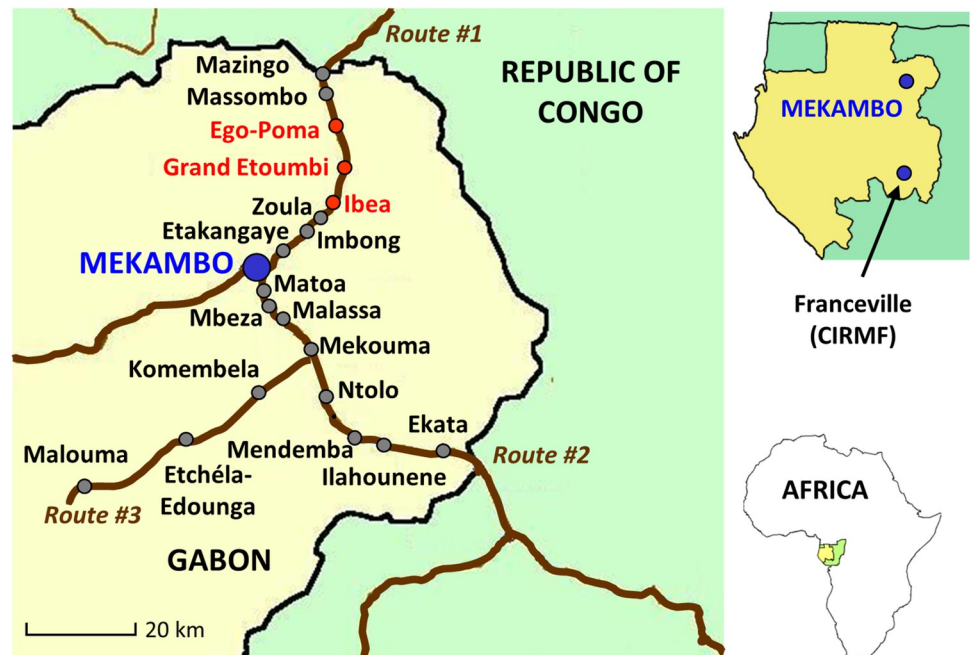 Route #1
Mazingo
Massombo
REPUBLIC OF
CONGO
Ego-Poma
Grand Etoumbi
Ibea
Zoula
Etakangaye
Imbong
MEKAMBO
Matoa
Mbeza
Malassa
Mekouma
Komembela
Ntolo
Ekata
Mendemba
Route #2
Malouma
Etchéla-
Edounga
Ilahounene
Route #3
GABON
20 km
MEKAMBO
Franceville
(CIRMF)
AFRICA